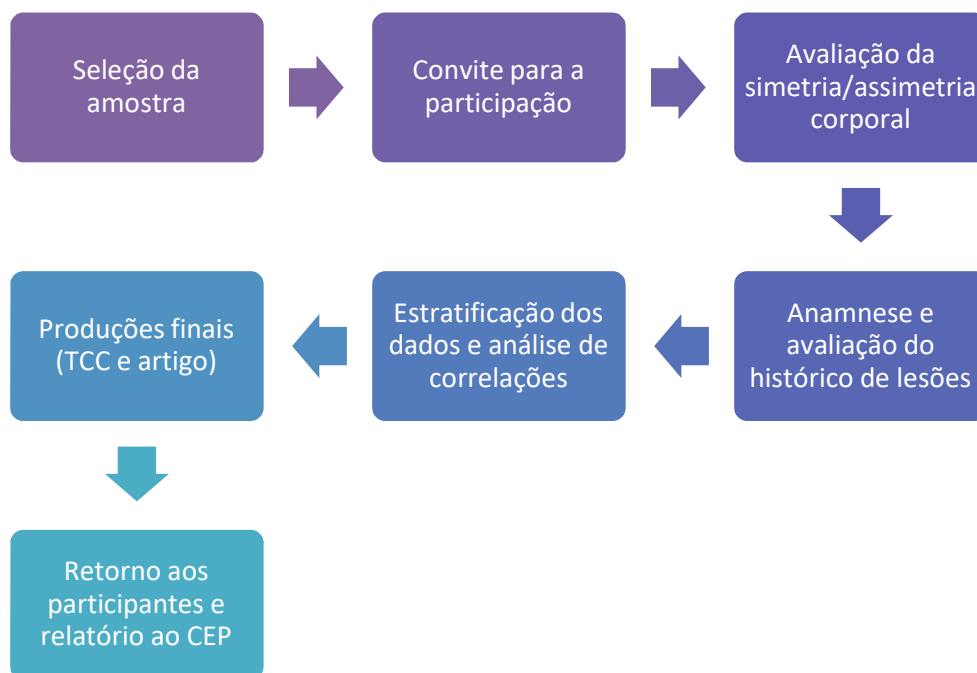 Seleção da
amostra
Convite para a
participação
Avaliação da
simetria/assimetria
corporal
Anamnese e
avaliação do
histórico de lesões
Estratificação dos
dados e análise de
correlações
Produções finais
(TCC e artigo)
Retorno aos
participantes e
relatório ao CEP